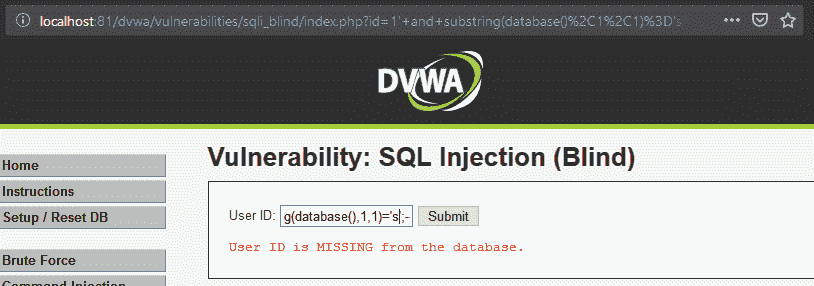 localhost:81/dvwa/vulnerabilities/sqli_blind/index.php?id=1'+and+substring(database()%2C1%2C1)%3D's
DVWA
Vulnerability: SQL Injection (Blind)
Home
Instructions
Setup / Reset DB
Brute Force
Command Injection
User ID: g(database(),1,1)='s';- Submit
User ID is MISSING from the database.